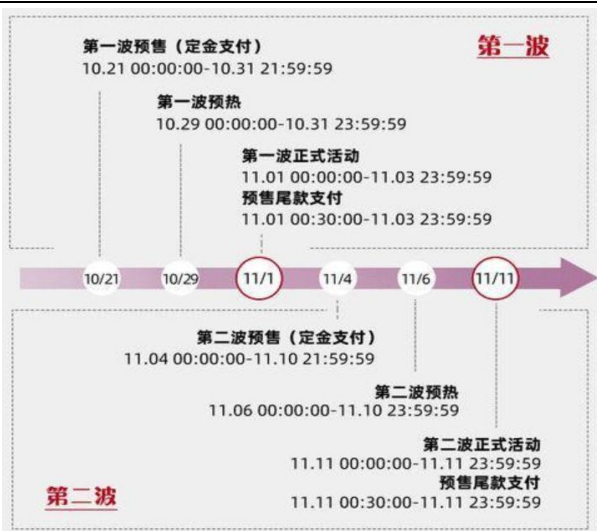 第一波
第一波预售（定金支付）
10.21 00:00:00-10.31 21:59:59
第一波预热
10.29 00:00:00-10.31 23:59:59
第一波正式活动
11.01 00:00:00-11.03 23:59:59
预售尾款支付
11.01 00:30:00-11.03 23:59:59
10/21
10/29
11/1
11/4
11/6
11/11
第二波预售（定金支付）
11.04 00:00:00-11.10 21:59:59
第二波预热
11.06 00:00:00-11.10 23:59:59
第二波正式活动
11.11 00:00:00-11.11 23:59:59
预售尾款支付
11.11 00:30:00-11.11 23:59:59
第二波